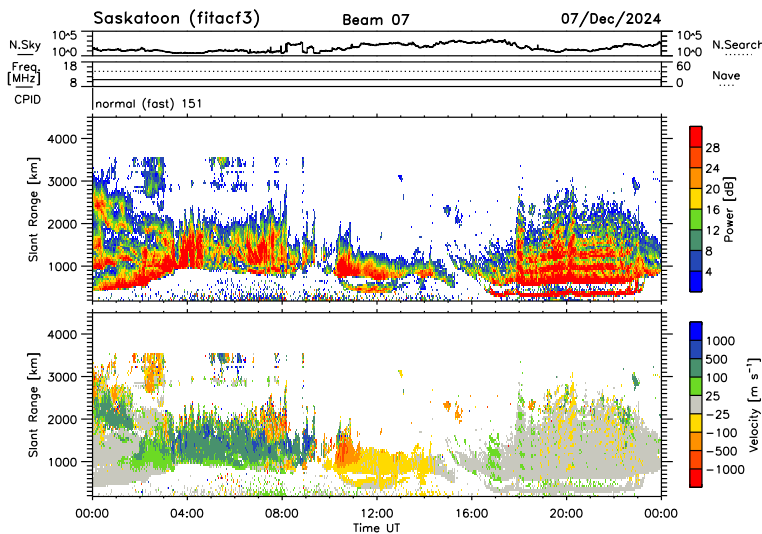 Saskatoon (fitacf3) Beam 07 07/Dec/2024
N.Sky 10+5 10+0 10+5 10+0 N.Search
Freq. [MHz] 18 8 60 0 Nave
CPID normal (fast) 151
Slant Range [km] 4000 3000 2000 1000
Power [dB] 28 24 20 16 12 8 4
Slant Range [km] 4000 3000 2000 1000
Velocity [m s⁻¹] 1000 500 100 25 −25 −100 −500 −1000
00:00 04:00 08:00 12:00 16:00 20:00 00:00
Time UT